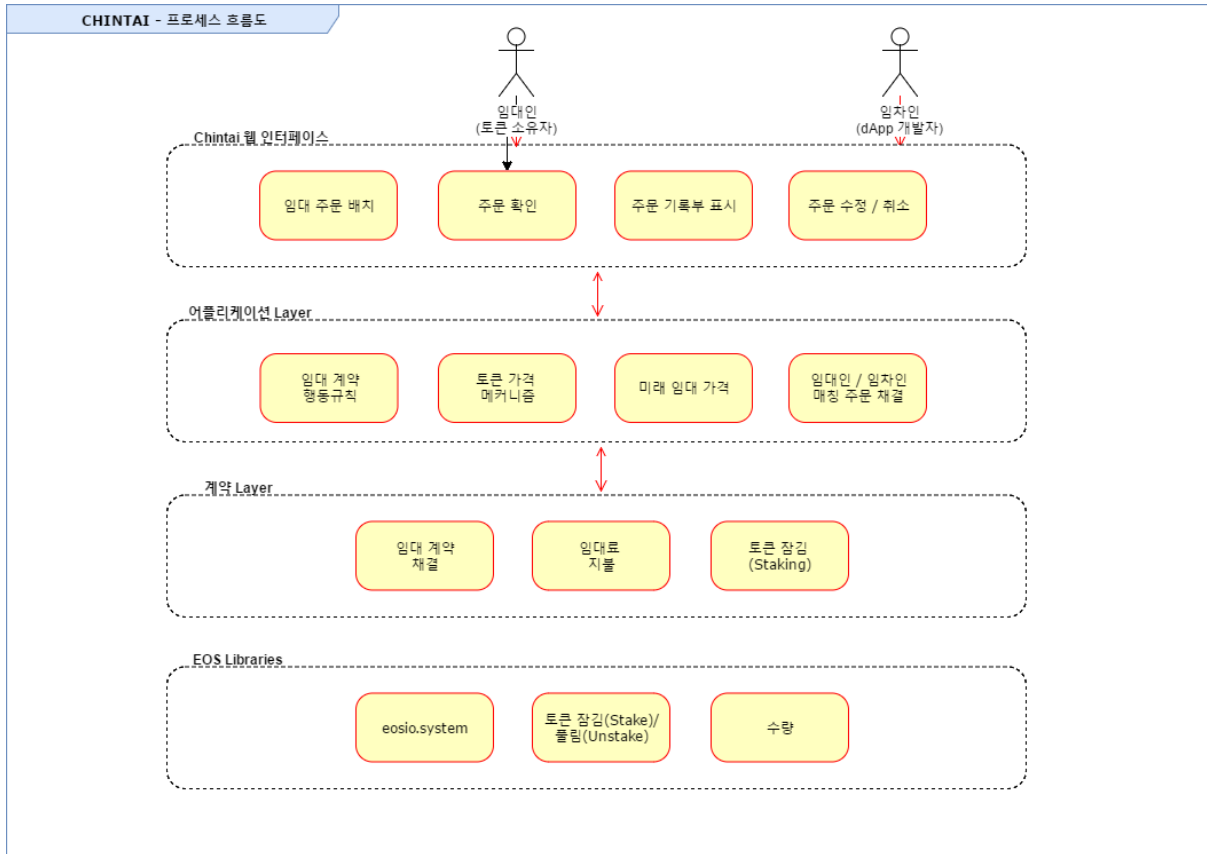 CHINTAI - 프로세스 흐름도
임대인
(토큰 소유자)
임차인
(dApp 개발자)
Chintai 웹 인터페이스
임대 주문 배치
주문 확인
주문 기록부 표시
주문 수정 / 취소
어플리케이션 Layer
임대 계약
행동규칙
토큰 가격
메커니즘
미래 임대 가격
임대인 / 임차인
매칭 주문 채결
계약 Layer
임대 계약
채결
임대료
지불
토큰 잠김
(Staking)
EOS Libraries
eosio.system
토큰 잠김(Stake)/
풀림(Unstake)
수량